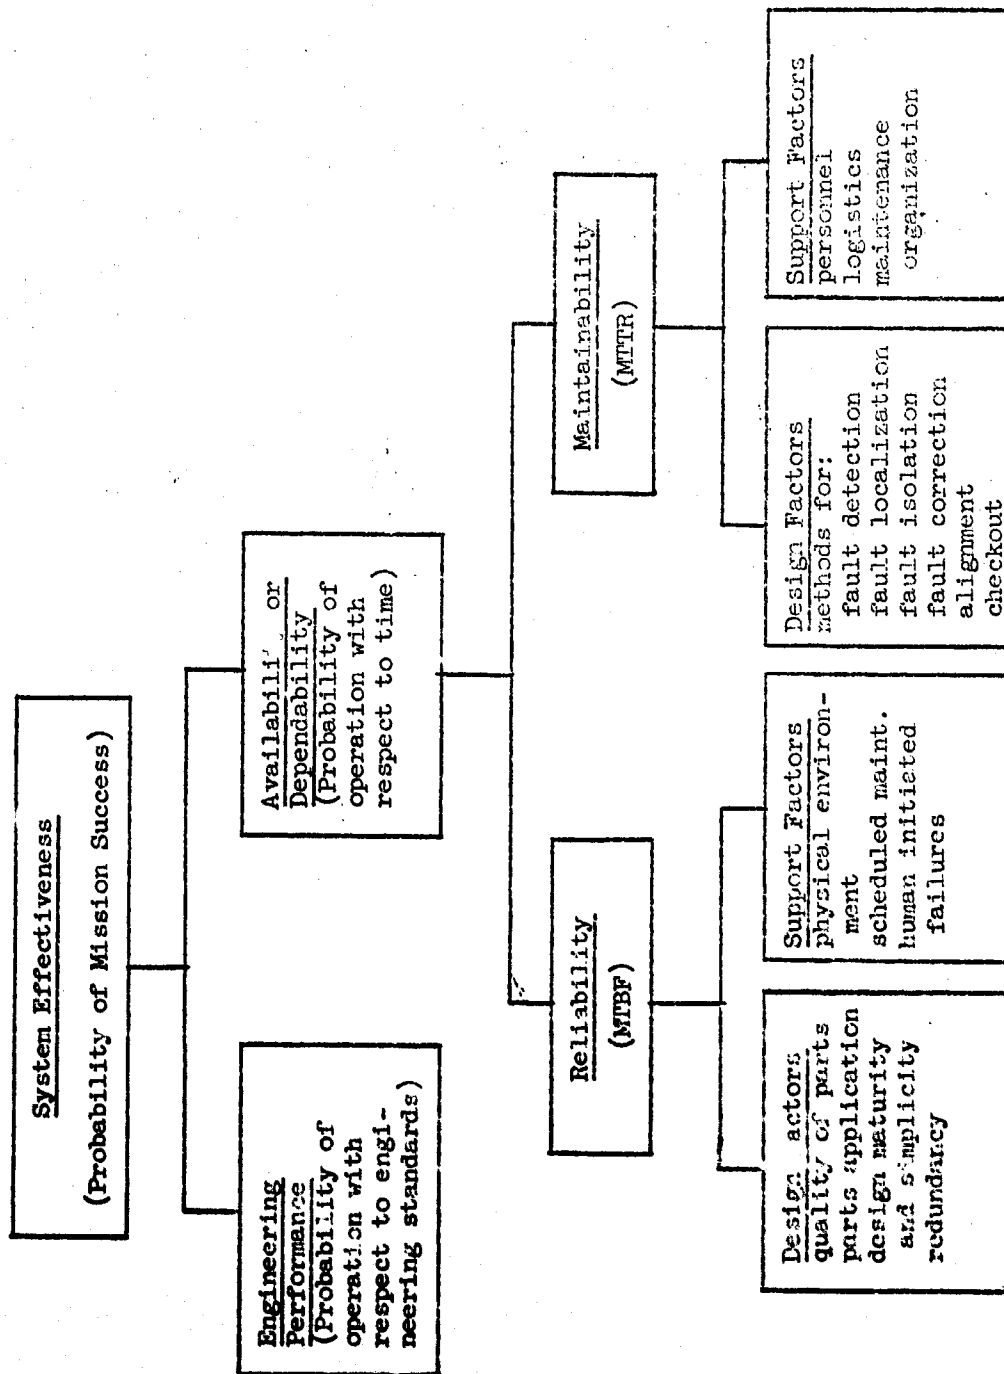 System Effectiveness
(Probability of Mission Success)
Engineering
Performance
(Probability of
operation with
respect to engi-
neering standards)
Availabili' or
Dependability
(Probability of
operation with
respect to time)
Reliability
(MTBF)
Maintainability
(MTTR)
Design actors
quality of parts
parts application
design maturity
and simplicity
redundancy
Support Factors
physical environ-
ment
scheduled maint.
human initiated
failures
Design Factors
methods for:
fault detection
fault localization
fault isolation
fault correction
alignment
checkout
Support Factors
personnel
logistics
maintenance
organization